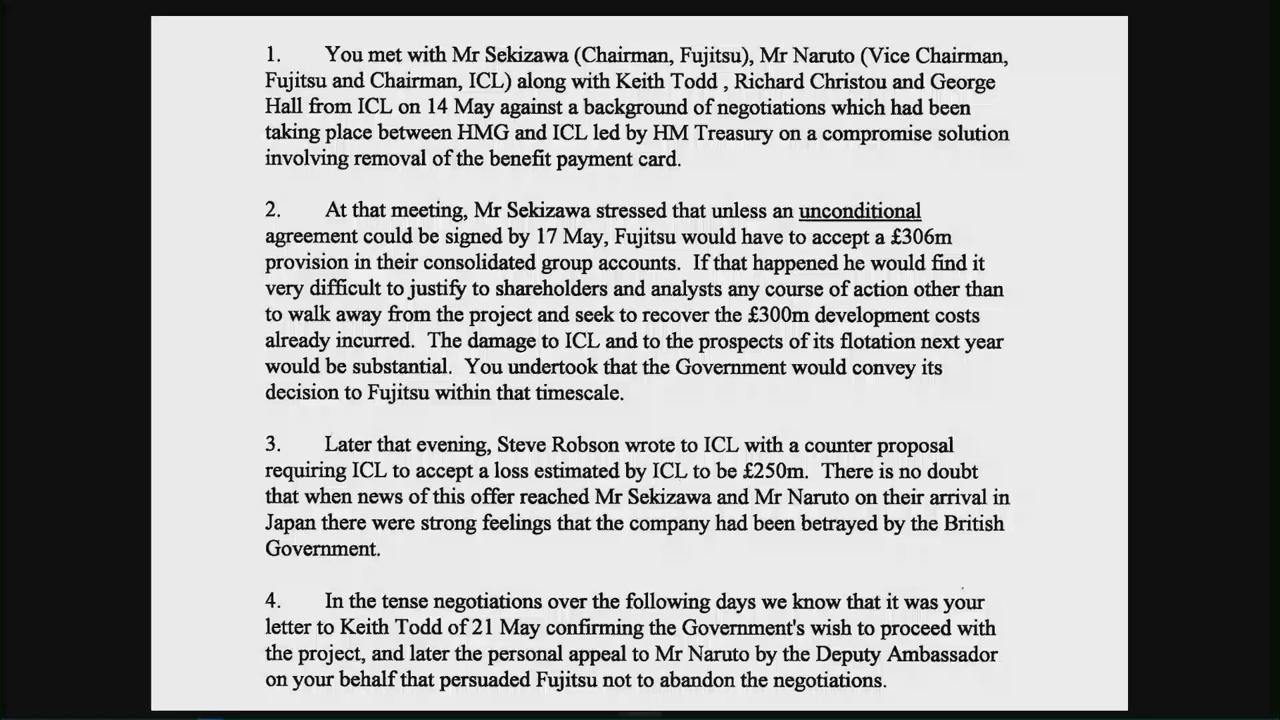 1. You met with Mr Sekizawa (Chairman, Fujitsu), Mr Naruto (Vice Chairman,
Fujitsu and Chairman, ICL) along with Keith Todd , Richard Christou and George
Hall from ICL on 14 May against a background of negotiations which had been
taking place between HMG and ICL led by HM Treasury on a compromise solution
involving removal of the benefit payment card.
2. At that meeting, Mr Sekizawa stressed that unless an unconditional
agreement could be signed by 17 May, Fujitsu would have to accept a £306m
provision in their consolidated group accounts. If that happened he would find it
very difficult to justify to shareholders and analysts any course of action other than
to walk away from the project and seek to recover the £300m development costs
already incurred. The damage to ICL and to the prospects of its flotation next year
would be substantial. You undertook that the Government would convey its
decision to Fujitsu within that timescale.
3. Later that evening, Steve Robson wrote to ICL with a counter proposal
requiring ICL to accept a loss estimated by ICL to be £250m. There is no doubt
that when news of this offer reached Mr Sekizawa and Mr Naruto on their arrival in
Japan there were strong feelings that the company had been betrayed by the British
Government.
4. In the tense negotiations over the following days we know that it was your
letter to Keith Todd of 21 May confirming the Government's wish to proceed with
the project, and later the personal appeal to Mr Naruto by the Deputy Ambassador
on your behalf that persuaded Fujitsu not to abandon the negotiations.